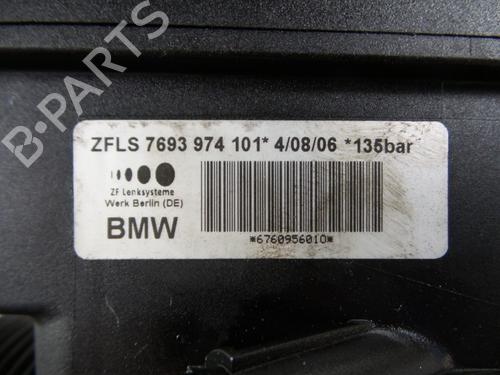 ZFLS 7693 974 101* 4/08/06 *135bar
ZF Lenksysteme
Werk Berlin (DE)
BMW
*6760956010*
B-PARTS